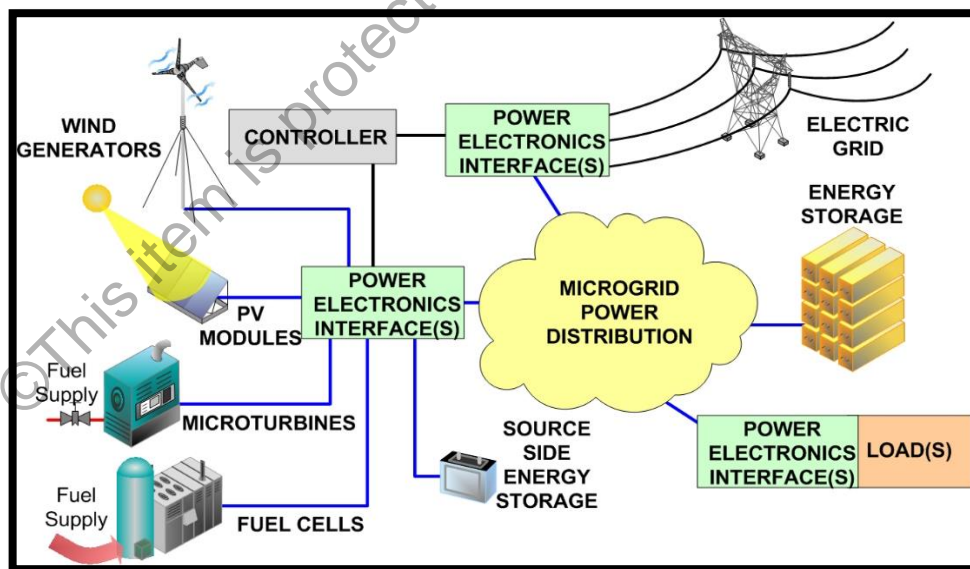 WIND
GENERATORS
CONTROLLER
POWER
ELECTRONICS
INTERFACE(S)
ELECTRIC
GRID
ENERGY
STORAGE
POWER
ELECTRONICS
INTERFACE(S)
PV
MODULES
MICROGRID
POWER
DISTRIBUTION
Fuel
Supply
MICROTURBINES
SOURCE
SIDE
ENERGY
STORAGE
POWER
ELECTRONICS
INTERFACE(S)
LOAD(S)
Fuel
Supply
FUEL CELLS
©This item is protec